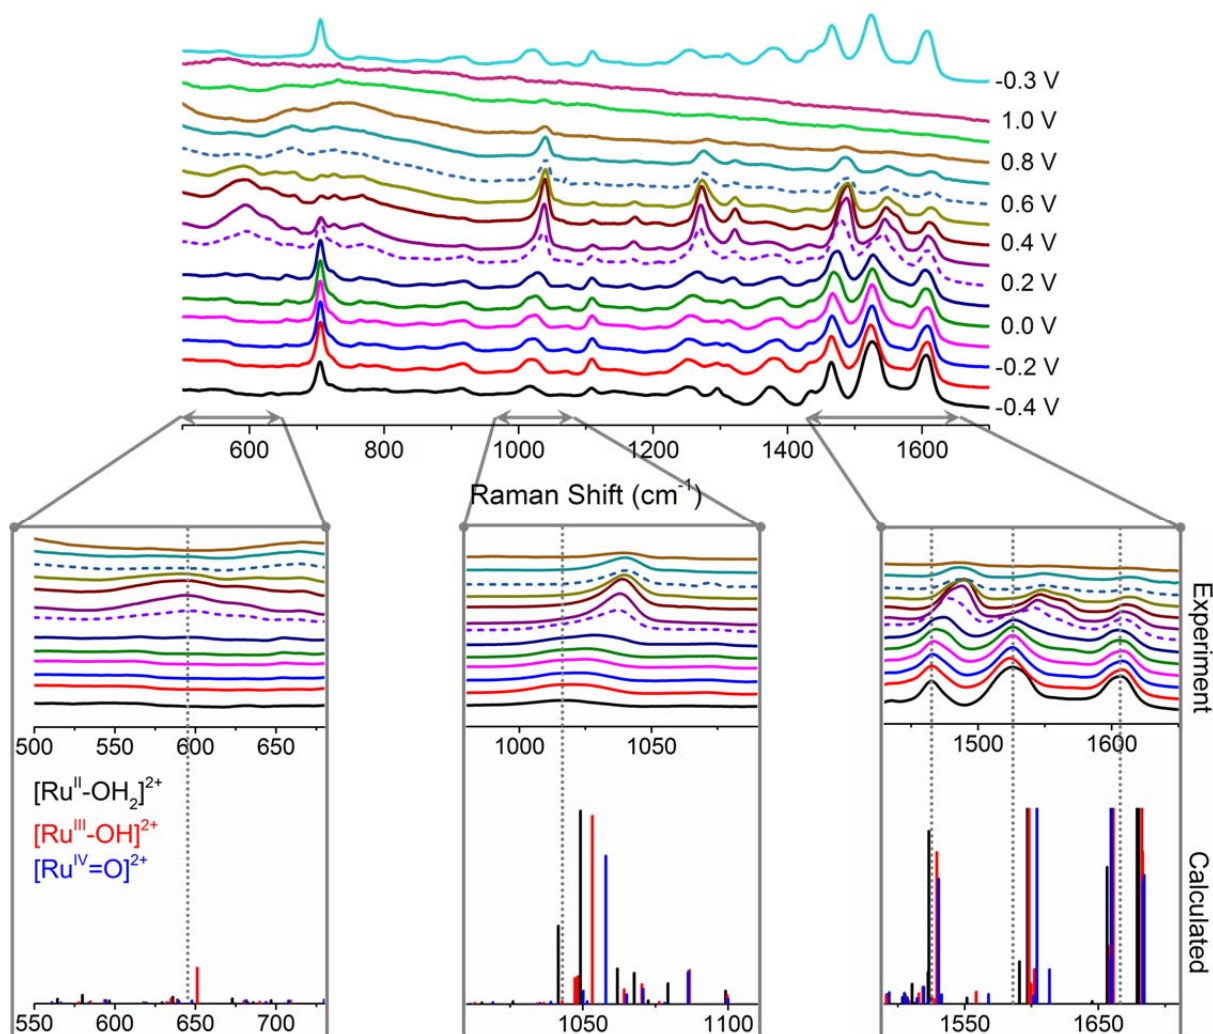 -0.3 V
1.0 V
0.8 V
0.6 V
0.4 V
0.2 V
0.0 V
-0.2 V
-0.4 V
600 800 1000 1200 1400 1600
Raman Shift (cm⁻¹)
Experiment
500 550 600 650
1000 1050
1500 1600
[Ruᴵᴵ-OH₂]²⁺
[Ruᴵᴵᴵ-OH]²⁺
[Ruᴵⱽ=O]²⁺
Calculated
550 600 650 700
1050 1100
1550 1650